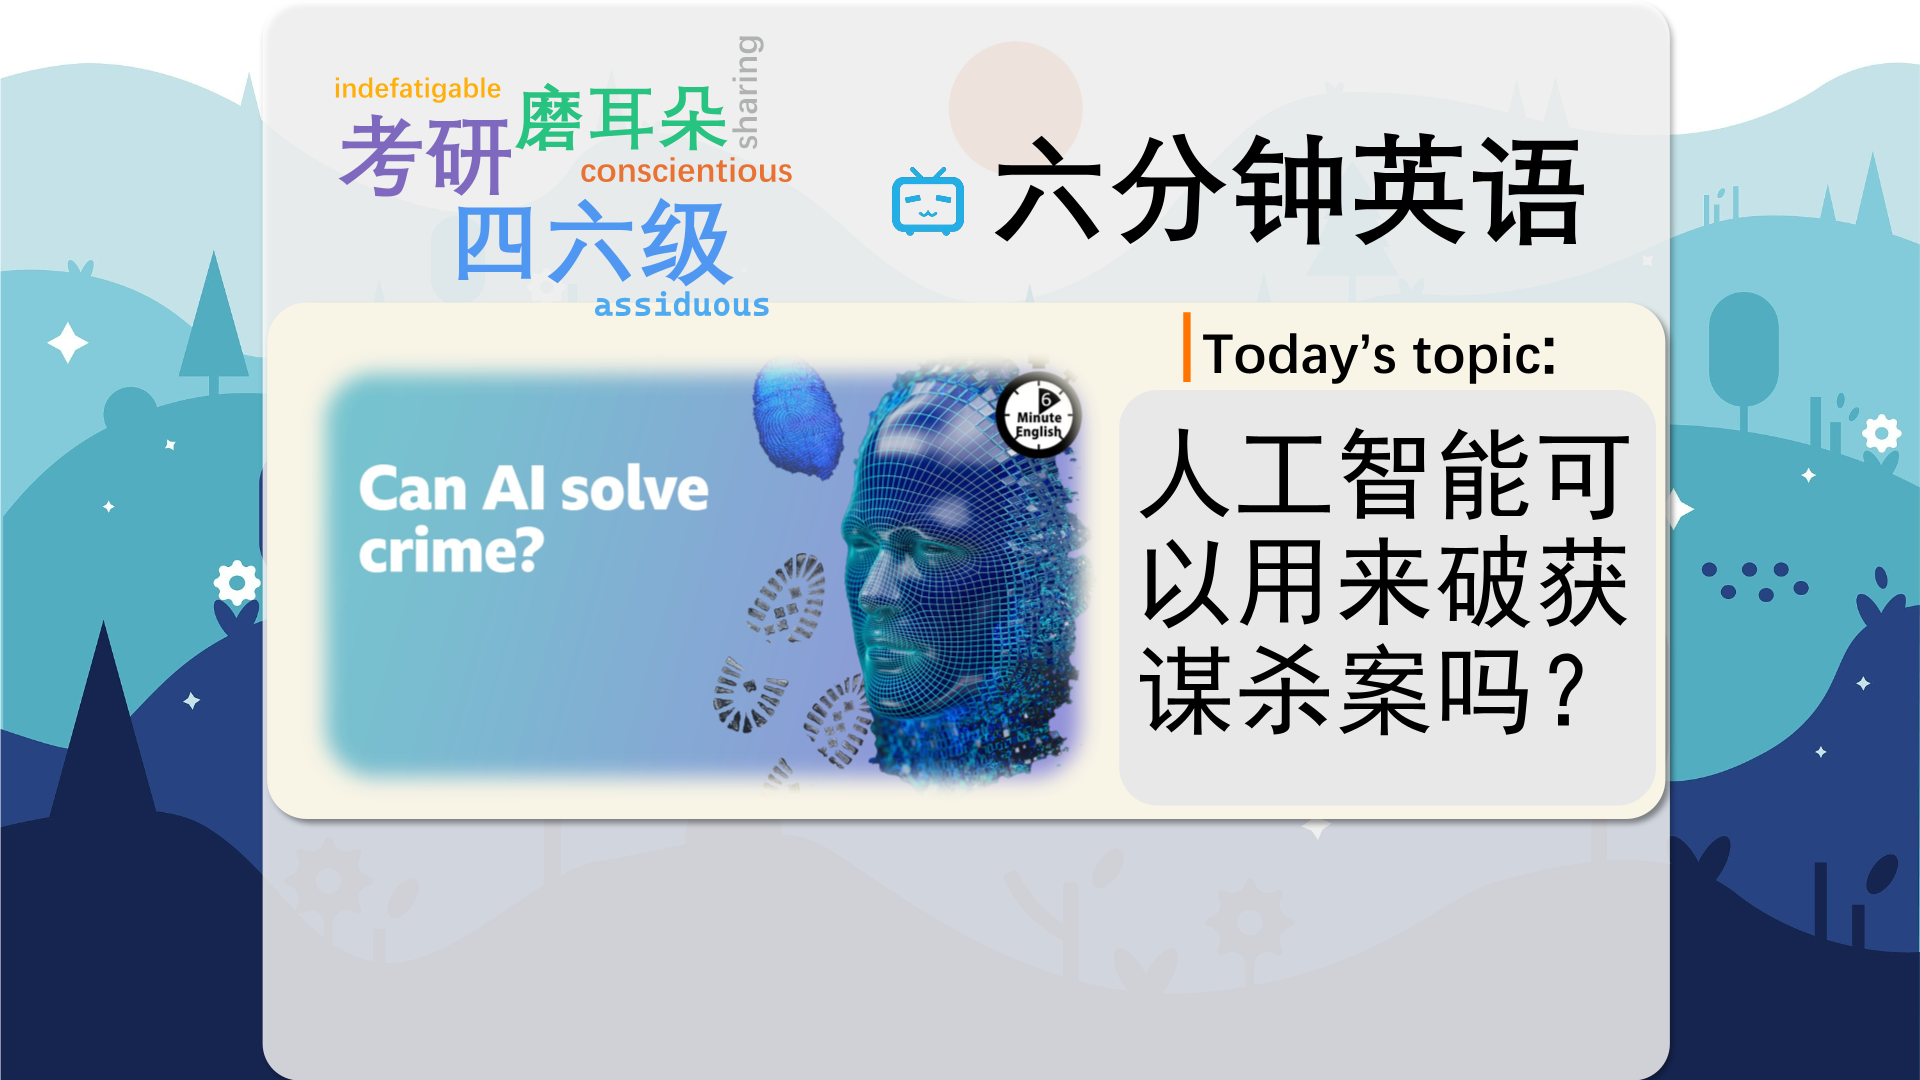 indefatigable
sharing
磨耳朵
考研
conscientious
四六级
assiduous
六分钟英语
Today’s topic:
6
Minute
English
Can AI solve
crime?
人工智能可
以用来破获
谋杀案吗？